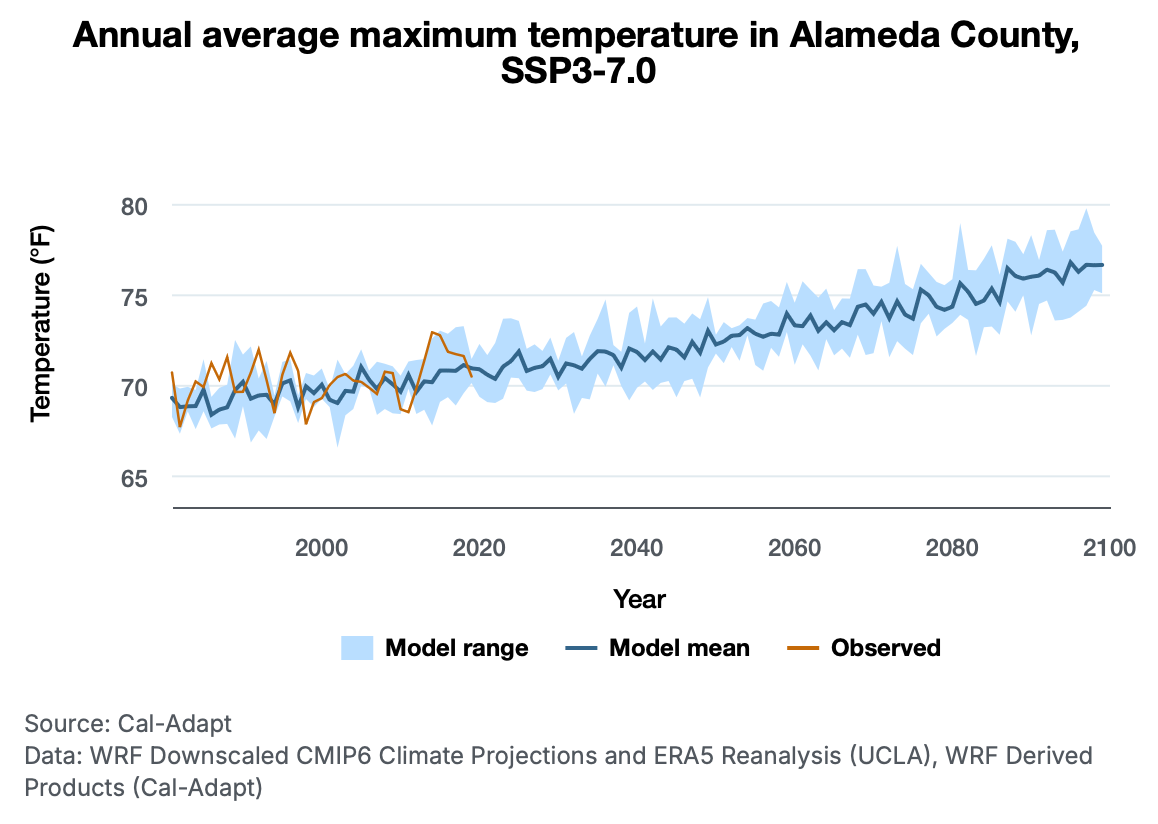 Annual average maximum temperature in Alameda County,
SSP3-7.0
Temperature (°F)
80
75
70
65
2000 2020 2040 2060 2080 2100
Year
Model range Model mean Observed
Source: Cal-Adapt
Data: WRF Downscaled CMIP6 Climate Projections and ERA5 Reanalysis (UCLA), WRF Derived
Products (Cal-Adapt)